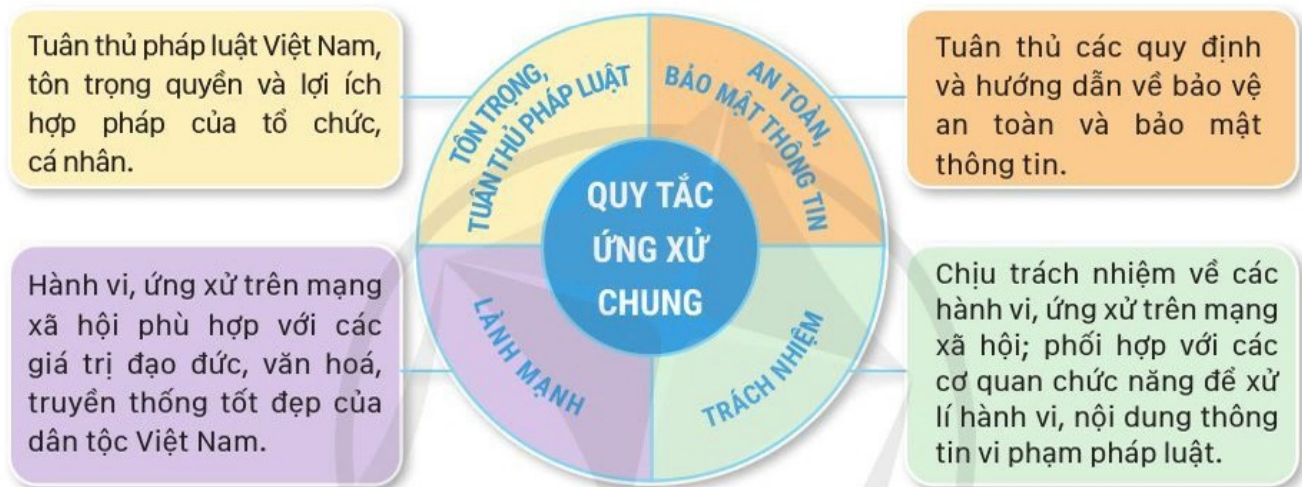 Tuân thủ pháp luật Việt Nam,
tôn trọng quyền và lợi ích
hợp pháp của tổ chức,
cá nhân.
TÔN TRỌNG,
TUÂN THỦ PHÁP LUẬT
AN TOÀN,
BẢO MẬT THÔNG TIN
Tuân thủ các quy định
và hướng dẫn về bảo vệ
an toàn và bảo mật
thông tin.
QUY TẮC
ỨNG XỬ
CHUNG
Hành vi, ứng xử trên mạng
xã hội phù hợp với các
giá trị đạo đức, văn hoá,
truyền thống tốt đẹp của
dân tộc Việt Nam.
LÀNH MẠNH
TRÁCH NHIỆM
Chịu trách nhiệm về các
hành vi, ứng xử trên mạng
xã hội; phối hợp với các
cơ quan chức năng để xử
lí hành vi, nội dung thông
tin vi phạm pháp luật.